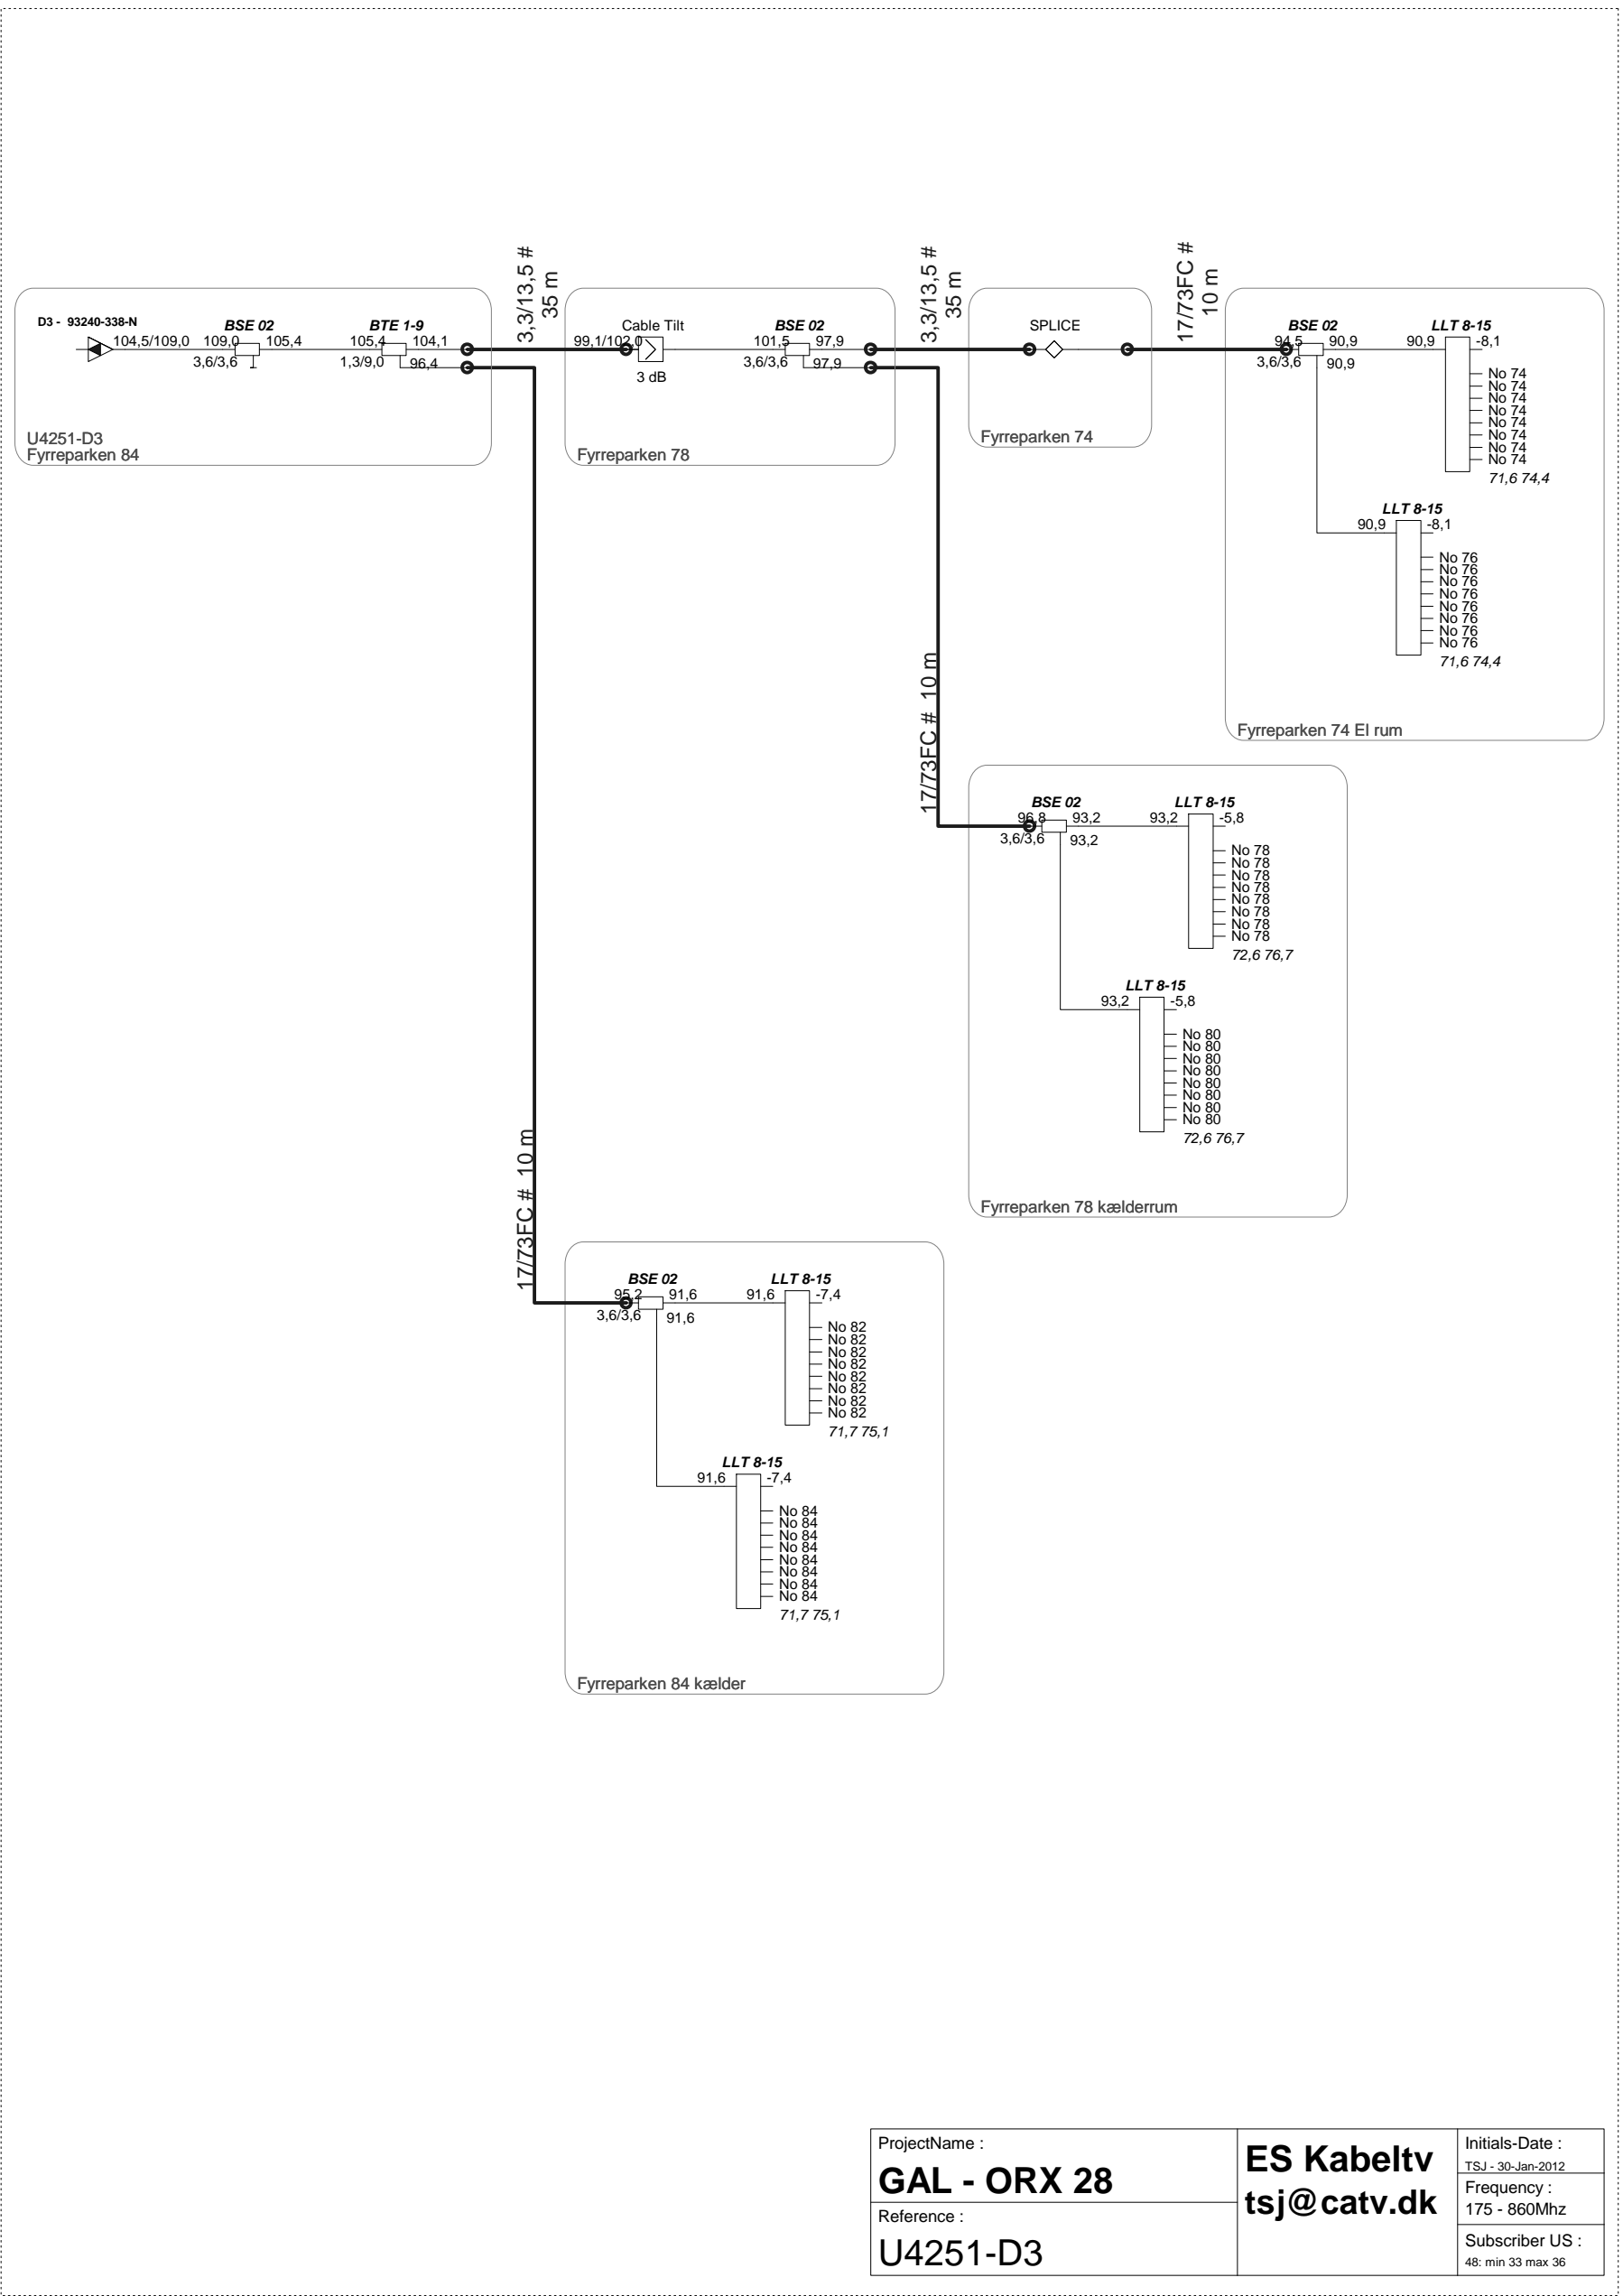 3,3/13,5 #
35 m
3,3/13,5 #
35 m
17/73FC #
10 m
D3 - 93240-338-N
104,5/109,0
BSE 02
109,0
105,4
3,6/3,6
BTE 1-9
105,4
104,1
1,3/9,0
96,4
U4251-D3
Fyrreparken 84
99,1/102,0
Cable Tilt
3 dB
BSE 02
101,5
97,9
3,6/3,6
97,9
Fyrreparken 78
SPLICE
Fyrreparken 74
BSE 02
94,5
90,9
3,6/3,6
90,9
LLT 8-15
90,9
-8,1
No 74
No 74
No 74
No 74
No 74
No 74
No 74
No 74
71,6 74,4
LLT 8-15
90,9
-8,1
No 76
No 76
No 76
No 76
No 76
No 76
No 76
No 76
71,6 74,4
Fyrreparken 74 El rum
17/73FC # 10 m
BSE 02
96,8
93,2
3,6/3,6
93,2
LLT 8-15
93,2
-5,8
No 78
No 78
No 78
No 78
No 78
No 78
No 78
No 78
72,6 76,7
LLT 8-15
93,2
-5,8
No 80
No 80
No 80
No 80
No 80
No 80
No 80
No 80
72,6 76,7
Fyrreparken 78 kælderrum
17/73FC # 10 m
BSE 02
95,2
91,6
3,6/3,6
91,6
LLT 8-15
91,6
-7,4
No 82
No 82
No 82
No 82
No 82
No 82
No 82
No 82
71,7 75,1
LLT 8-15
91,6
-7,4
No 84
No 84
No 84
No 84
No 84
No 84
No 84
No 84
71,7 75,1
Fyrreparken 84 kælder
ProjectName :
GAL - ORX 28
Reference :
U4251-D3
ES Kabeltv
tsj@catv.dk
Initials-Date :
TSJ - 30-Jan-2012
Frequency :
175 - 860Mhz
Subscriber US :
48: min 33 max 36